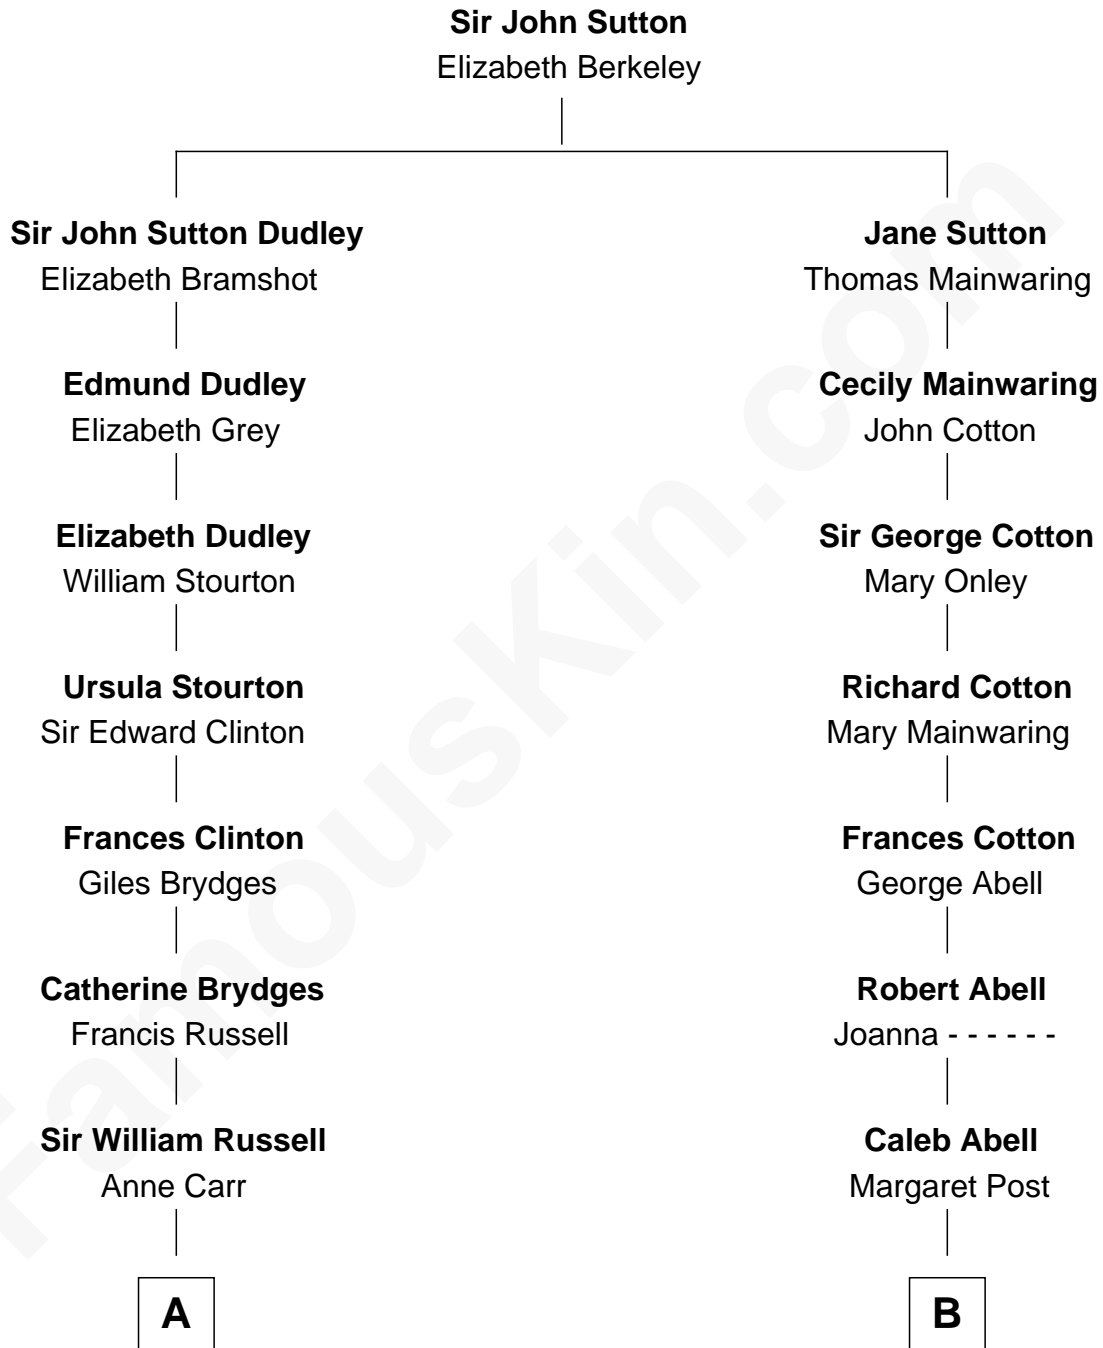 Sir John Sutton
Elizabeth Berkeley
Sir John Sutton Dudley
Elizabeth Bramshot
Jane Sutton
Thomas Mainwaring
Edmund Dudley
Elizabeth Grey
Cecily Mainwaring
John Cotton
Elizabeth Dudley
William Stourton
Sir George Cotton
Mary Onley
Ursula Stourton
Sir Edward Clinton
Richard Cotton
Mary Mainwaring
Frances Clinton
Giles Brydges
Frances Cotton
George Abell
Catherine Brydges
Francis Russell
Robert Abell
Joanna - - - - - -
Sir William Russell
Anne Carr
Caleb Abell
Margaret Post
A
B
FamousKin.com